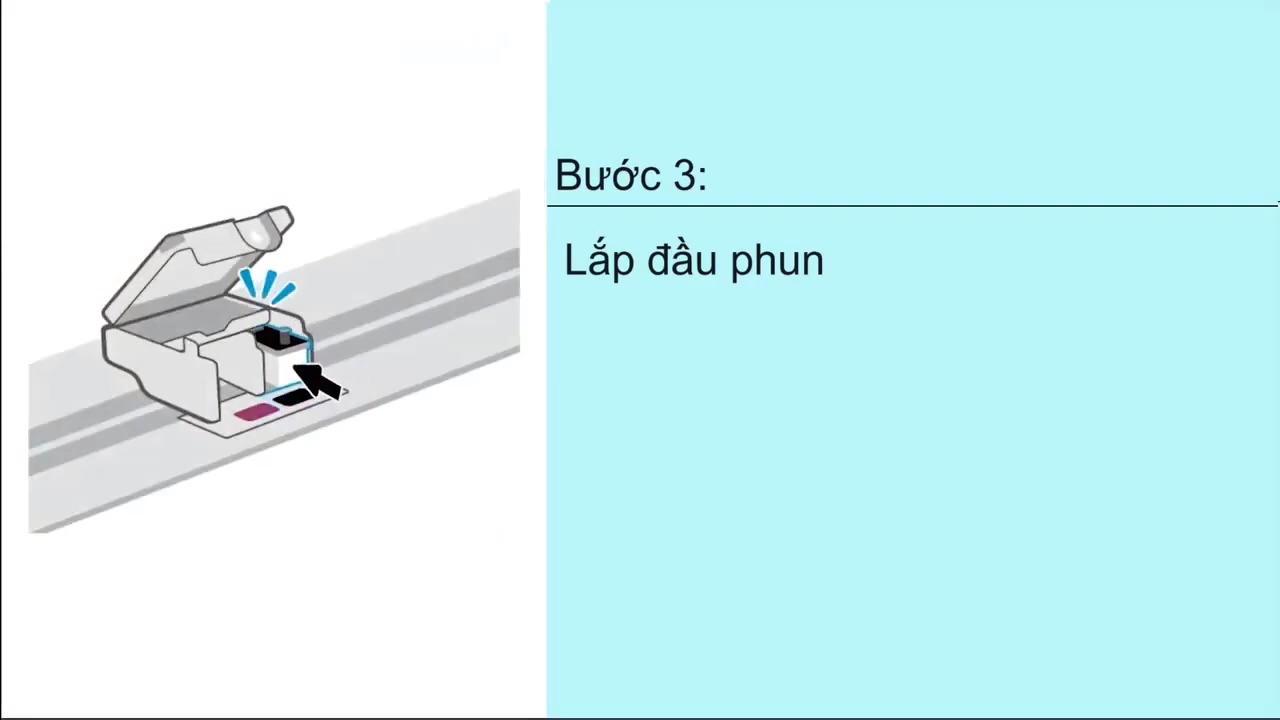 Bước 3:
Lắp đầu phun